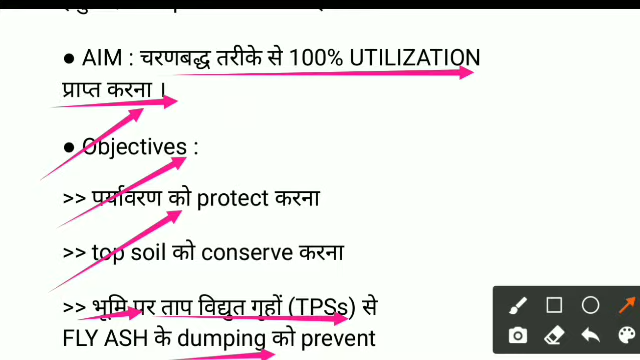 ● AIM : चरणबद्ध तरीके से 100% UTILIZATION
प्राप्त करना ।
● Objectives :
>> पर्यावरण को protect करना
>> top soil को conserve करना
>> भूमि पर ताप विद्युत गृहों (TPSs) से
FLY ASH के dumping को prevent